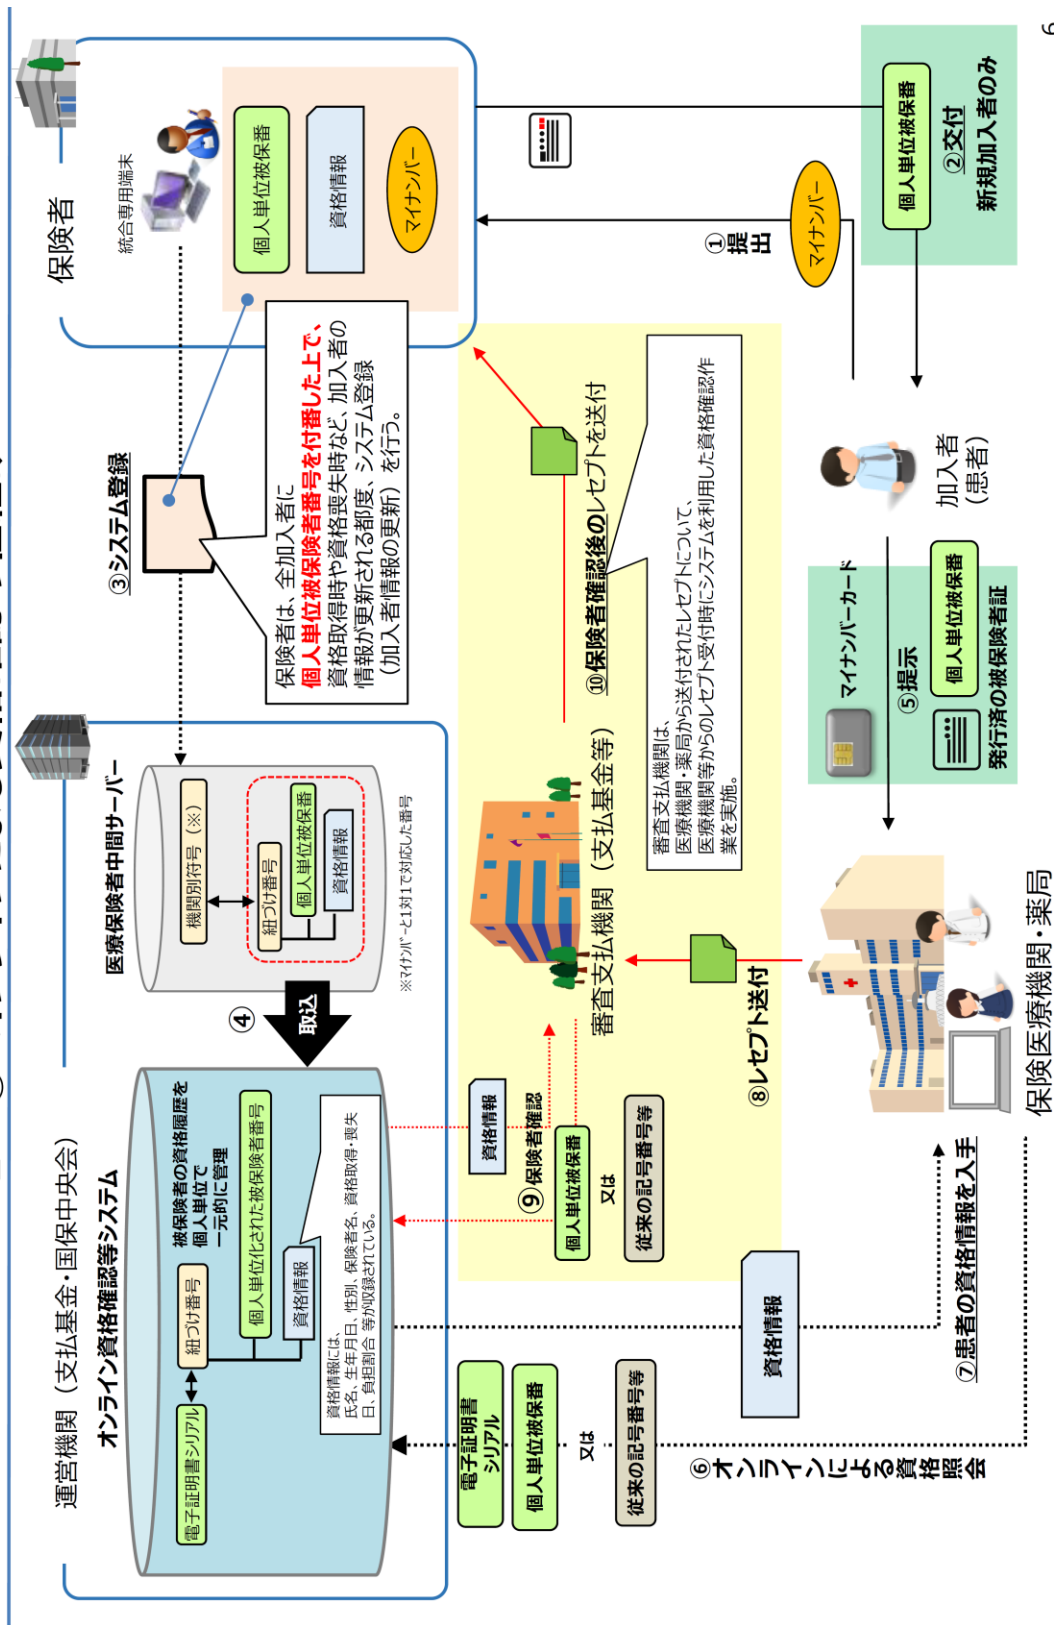 運営機関（支払基金・国保中央会）
オンライン資格確認等システム
被保険者の資格履歴を
個人単位で
一元的に管理
電子証明書シリアル
紐づけ番号
個人単位化された被保険者番号
資格情報
資格情報には、
氏名、生年月日、性別、保険者名、資格取得・喪失
日、負担割合 等が収録されている。
④
取込
医療保険者中間サーバー
機関別符号（※）
紐づけ番号
個人単位被保番
資格情報
※マイナンバーと1対1で対応した番号
③システム登録
保険者
統合専用端末
個人単位被保番
資格情報
マイナンバー
保険者は、全加入者に
個人単位被保険者番号を付番した上で、
資格取得時や資格喪失時など、加入者の
情報が更新される都度、システム登録
（加入者情報の更新）を行う。
電子証明書
シリアル
個人単位被保番
又は
従来の記号番号等
⑥オンラインによる資格
照会
資格情報
⑦患者の資格情報を入手
資格情報
⑨保険者確認
個人単位被保番
又は
従来の記号番号等
審査支払機関（支払基金等）
⑧レセプト送付
⑩保険者確認後のレセプトを送付
審査支払機関は、
医療機関・薬局から送付されたレセプトについて、
医療機関等からのレセプト受付時にシステムを利用した資格確認作
業を実施。
①
提出
マイナンバー
個人単位被保番
②交付
新規加入者のみ
加入者
（患者）
マイナンバーカード
⑤提示
個人単位被保番
発行済の被保険者証
保険医療機関・薬局